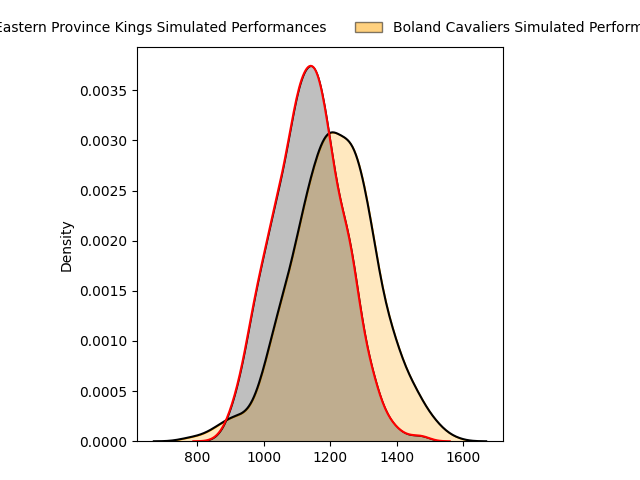 Eastern Province Kings Simulated Performances
Boland Cavaliers Simulated Perform
Density
0.0035
0.0030
0.0025
0.0020
0.0015
0.0010
0.0005
0.0000
800 1000 1200 1400 1600